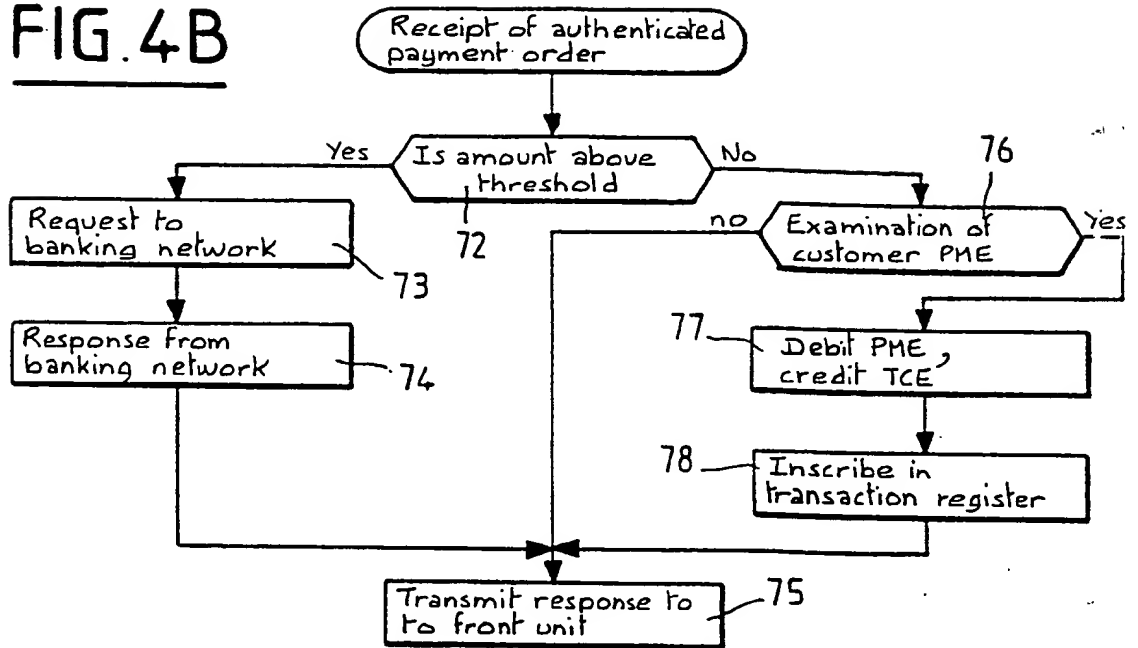 FIG.4B
Receipt of authenticated
payment order
Yes
Is amount above
threshold
No
72
76
Request to
banking network
73
no
Examination of
customer PME
Yes
Response from
banking network
74
77
Debit PME,
credit TCE
78
Inscribe in
transaction register
Transmit response to
to front unit
75